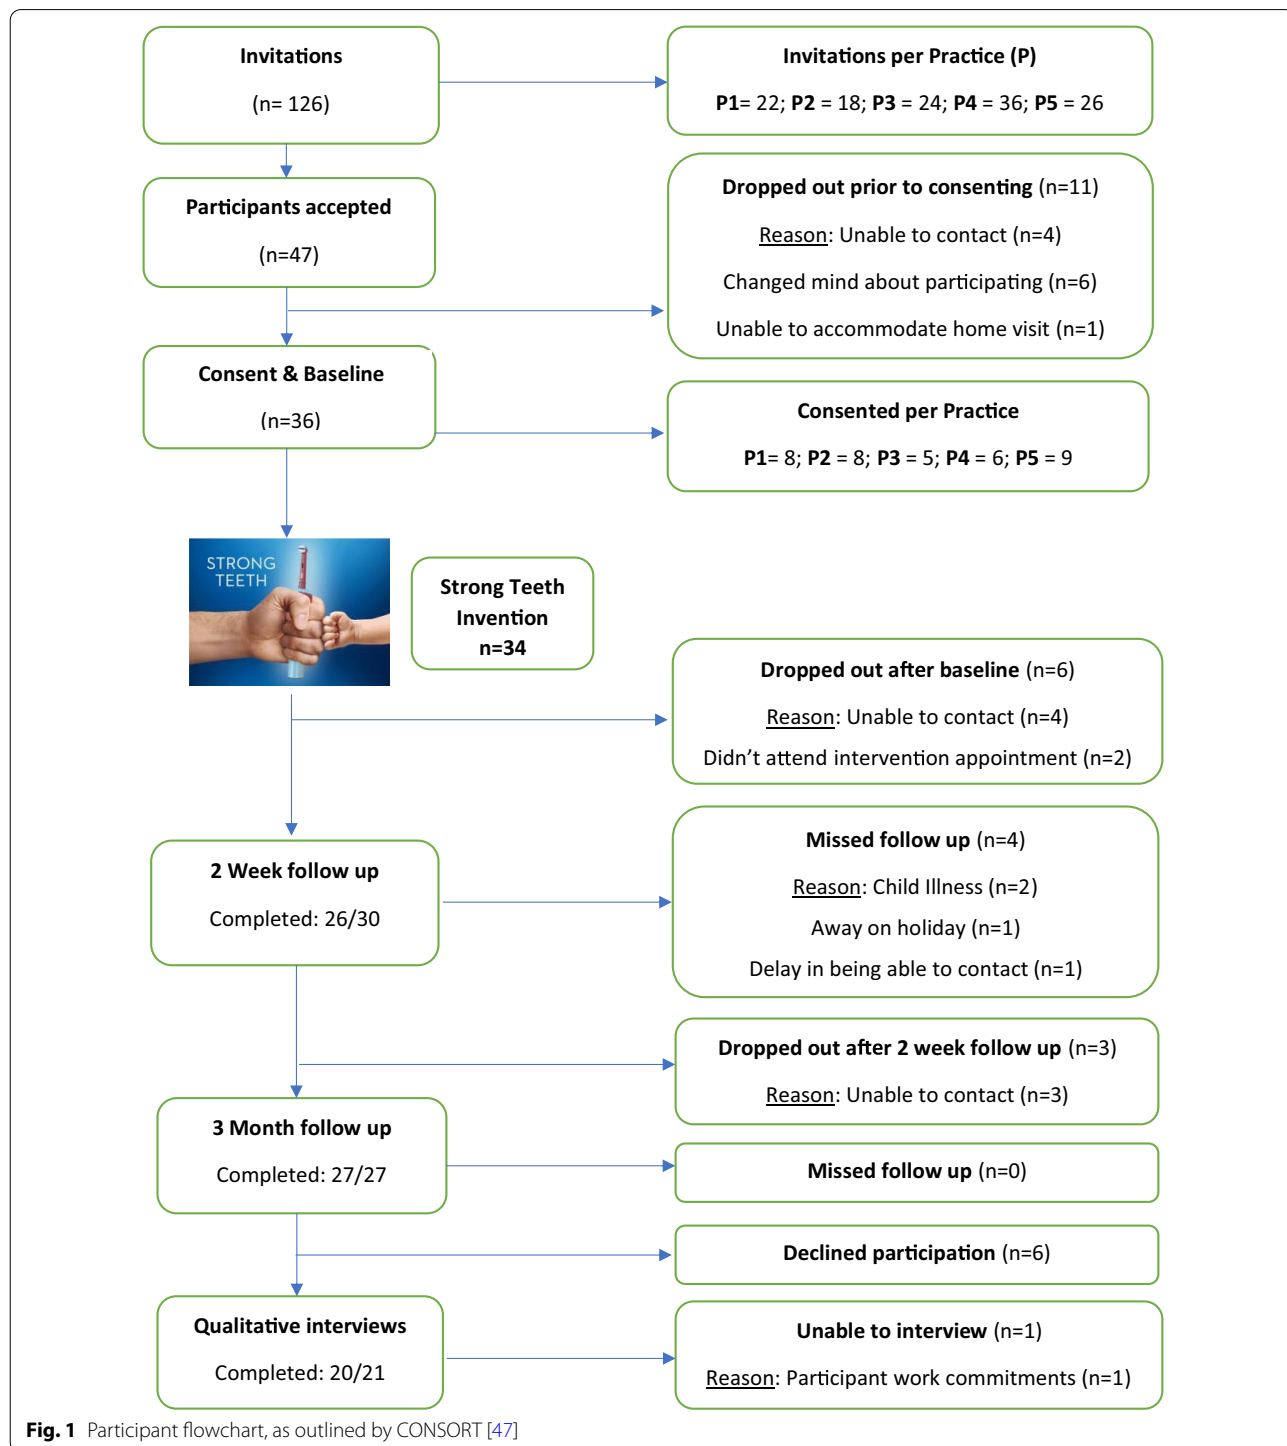 Invitations
(n= 126)
Invitations per Practice (P)
P1= 22; P2 = 18; P3 = 24; P4 = 36; P5 = 26
Participants accepted
(n=47)
Dropped out prior to consenting (n=11)
Reason: Unable to contact (n=4)
Changed mind about participating (n=6)
Unable to accommodate home visit (n=1)
Consent & Baseline
(n=36)
Consented per Practice
P1= 8; P2 = 8; P3 = 5; P4 = 6; P5 = 9
STRONG
TEETH
Strong Teeth
Invention
n=34
Dropped out after baseline (n=6)
Reason: Unable to contact (n=4)
Didn’t attend intervention appointment (n=2)
2 Week follow up
Completed: 26/30
Missed follow up (n=4)
Reason: Child Illness (n=2)
Away on holiday (n=1)
Delay in being able to contact (n=1)
Dropped out after 2 week follow up (n=3)
Reason: Unable to contact (n=3)
3 Month follow up
Completed: 27/27
Missed follow up (n=0)
Declined participation (n=6)
Qualitative interviews
Completed: 20/21
Unable to interview (n=1)
Reason: Participant work commitments (n=1)
Fig. 1 Participant flowchart, as outlined by CONSORT [47]